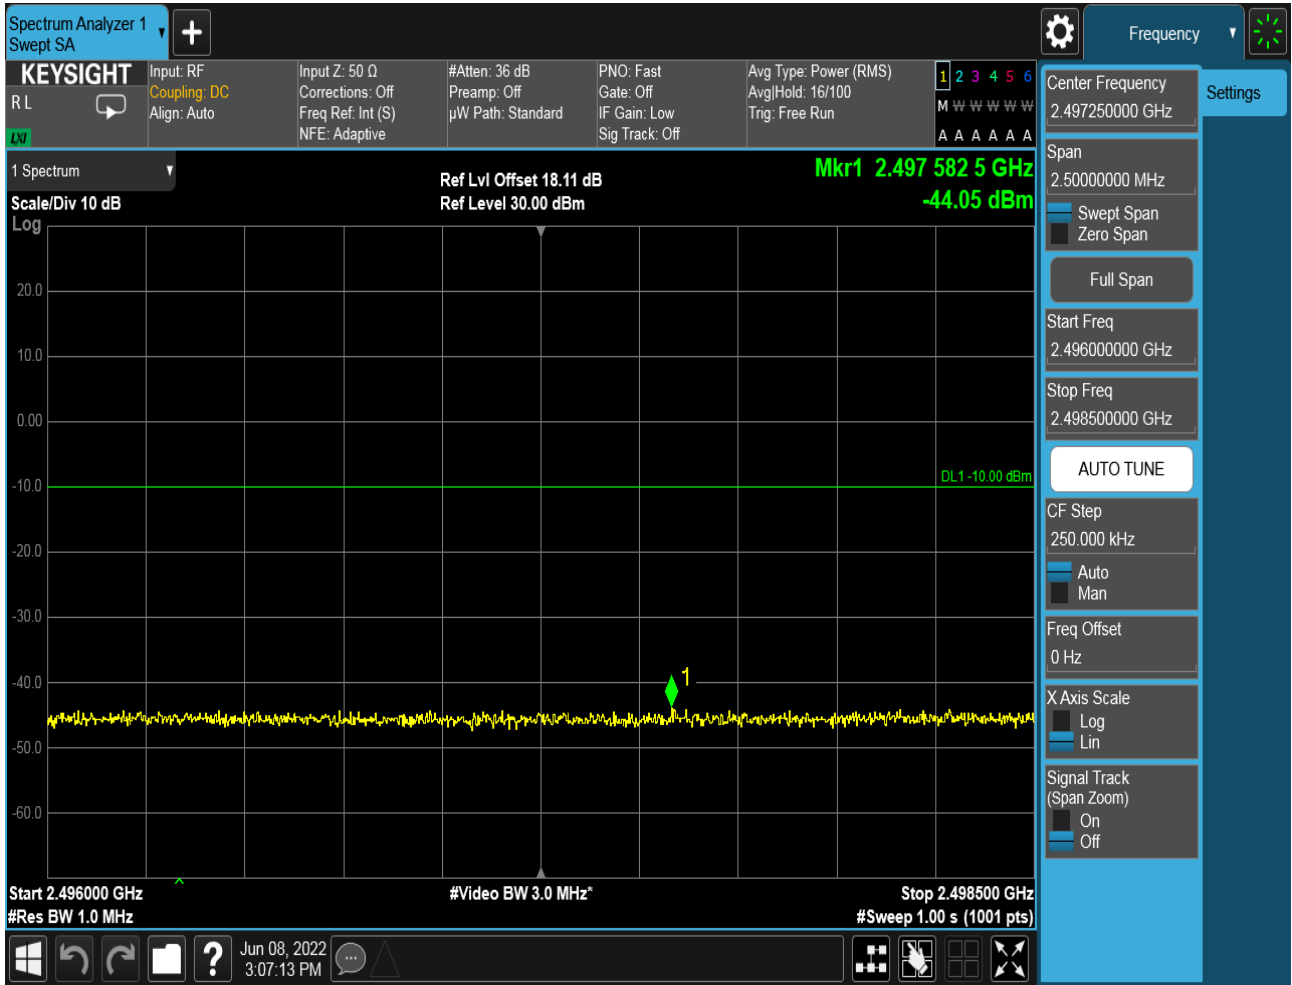 Spectrum Analyzer 1
Swept SA
+
Frequency
KEYSIGHT
R L
LXI
Input: RF
Coupling: DC
Align: Auto
Input Z: 50 Ω
Corrections: Off
Freq Ref: Int (S)
NFE: Adaptive
#Atten: 36 dB
Preamp: Off
µW Path: Standard
PNO: Fast
Gate: Off
IF Gain: Low
Sig Track: Off
Avg Type: Power (RMS)
Avg|Hold: 16/100
Trig: Free Run
1 2 3 4 5 6
M W W W W W
A A A A A A
1 Spectrum
Scale/Div 10 dB
Log
Ref Lvl Offset 18.11 dB
Ref Level 30.00 dBm
Mkr1 2.497 582 5 GHz
-44.05 dBm
20.0
10.0
0.00
-10.0
-20.0
-30.0
-40.0
-50.0
-60.0
DL1 -10.00 dBm
1
Start 2.496000 GHz
#Res BW 1.0 MHz
#Video BW 3.0 MHz*
Stop 2.498500 GHz
#Sweep 1.00 s (1001 pts)
Center Frequency
2.497250000 GHz
Span
2.50000000 MHz
Swept Span
Zero Span
Full Span
Start Freq
2.496000000 GHz
Stop Freq
2.498500000 GHz
AUTO TUNE
CF Step
250.000 kHz
Auto
Man
Freq Offset
0 Hz
X Axis Scale
Log
Lin
Signal Track
(Span Zoom)
On
Off
Settings
?
Jun 08, 2022
3:07:13 PM